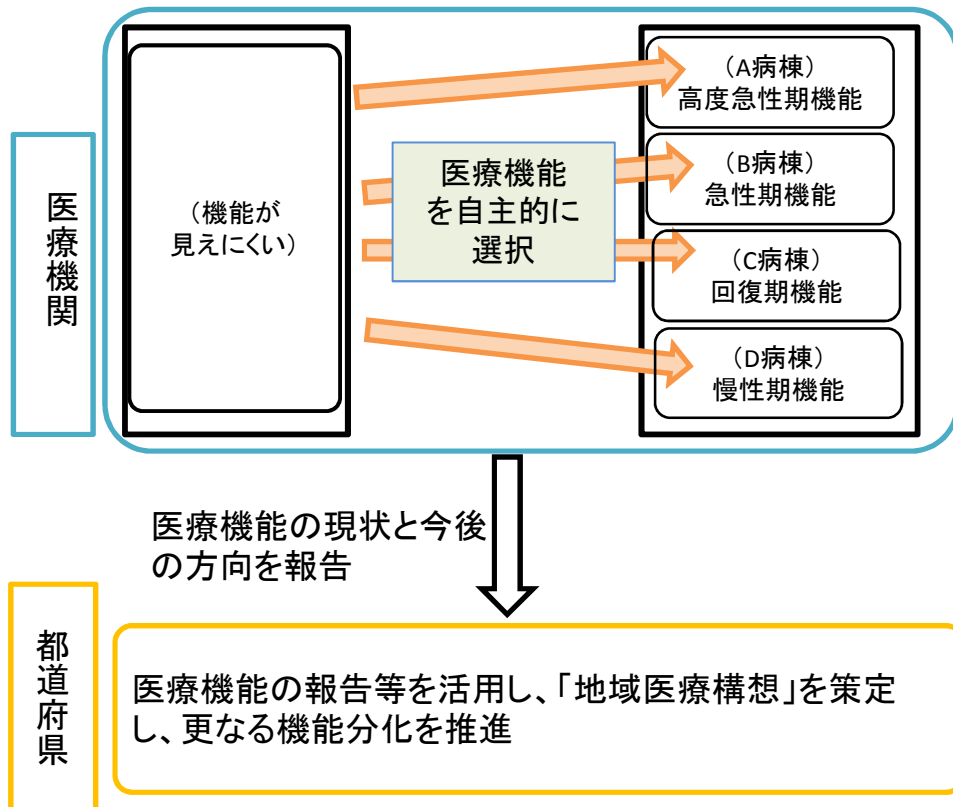 医療機関
（機能が
見えにくい）
医療機能
を自主的に
選択
（A病棟）
高度急性期機能
（B病棟）
急性期機能
（C病棟）
回復期機能
（D病棟）
慢性期機能
医療機能の現状と今後
の方向を報告
都道府県
医療機能の報告等を活用し、「地域医療構想」を策定
し、更なる機能分化を推進